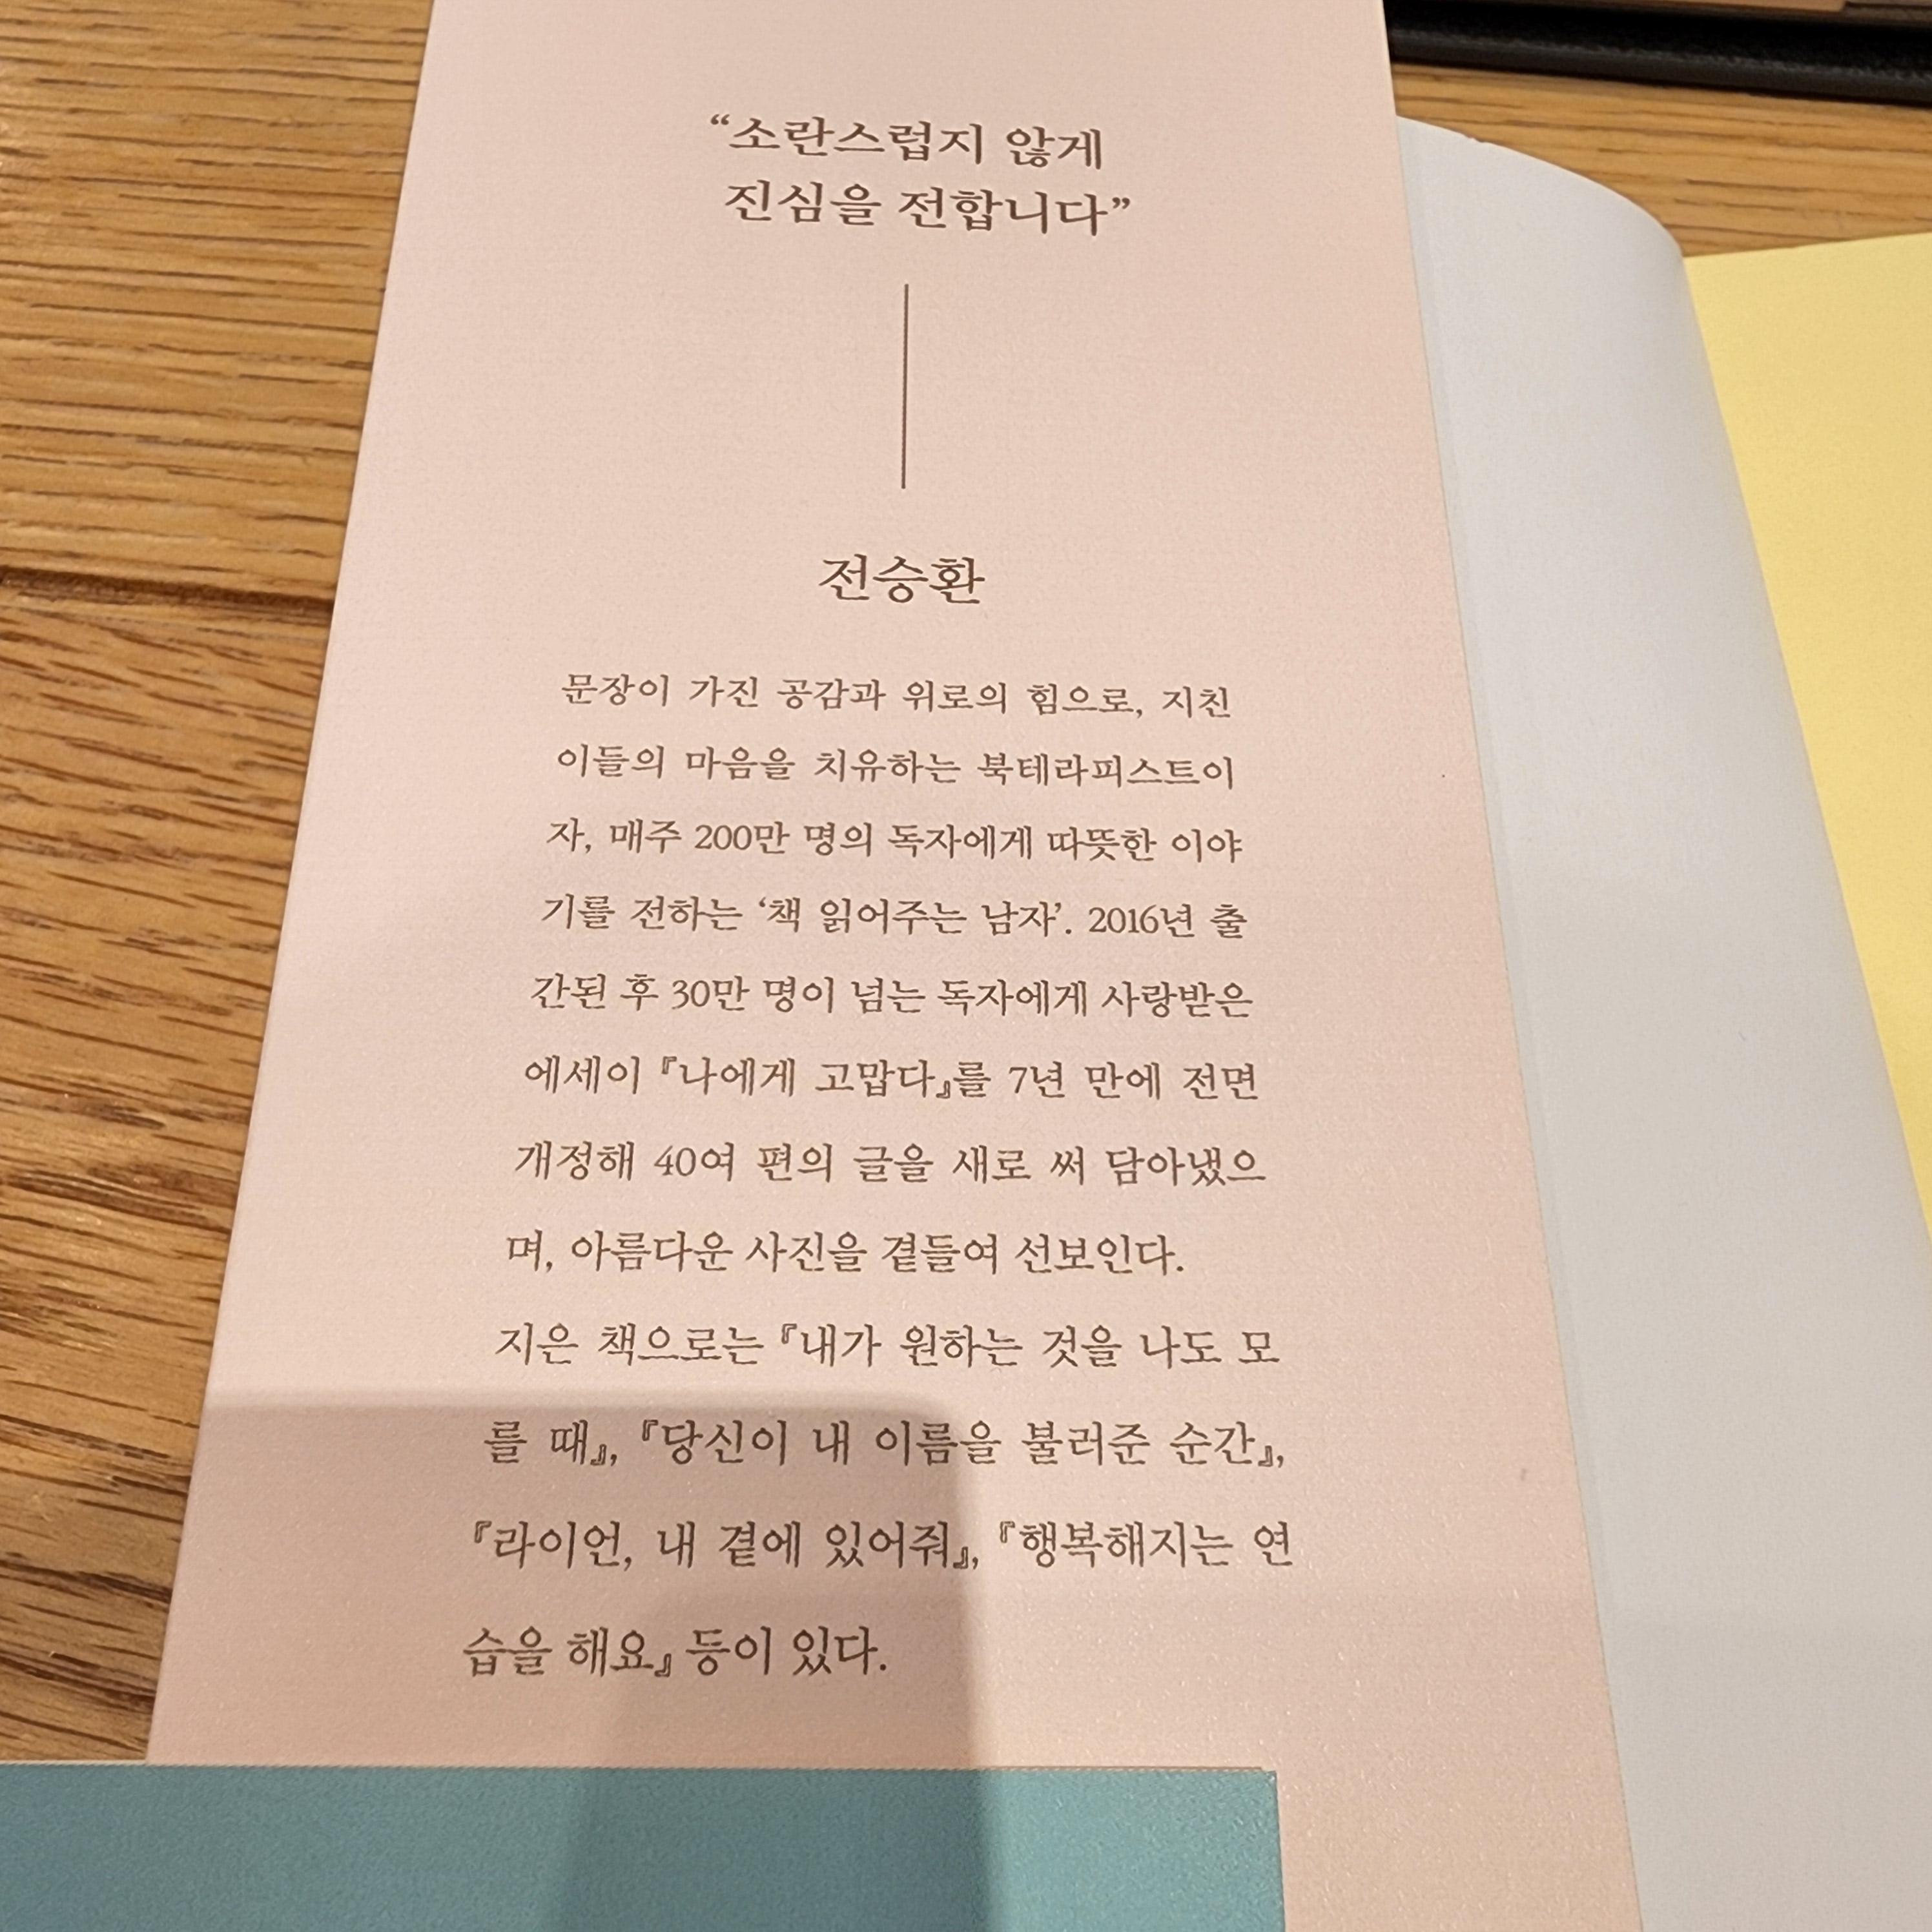 “소란스럽지 않게
진심을 전합니다”
전승환
문장이 가진 공감과 위로의 힘으로, 지친
이들의 마음을 치유하는 북테라피스트이
자, 매주 200만 명의 독자에게 따뜻한 이야
기를 전하는 ‘책 읽어주는 남자’. 2016년 출
간된 후 30만 명이 넘는 독자에게 사랑받은
에세이 『나에게 고맙다』를 7년 만에 전면
개정해 40여 편의 글을 새로 써 담아냈으
며, 아름다운 사진을 곁들여 선보인다.
지은 책으로는 『내가 원하는 것을 나도 모
를 때』, 『당신이 내 이름을 불러준 순간』,
『라이언, 내 곁에 있어줘』, 『행복해지는 연
습을 해요』 등이 있다.